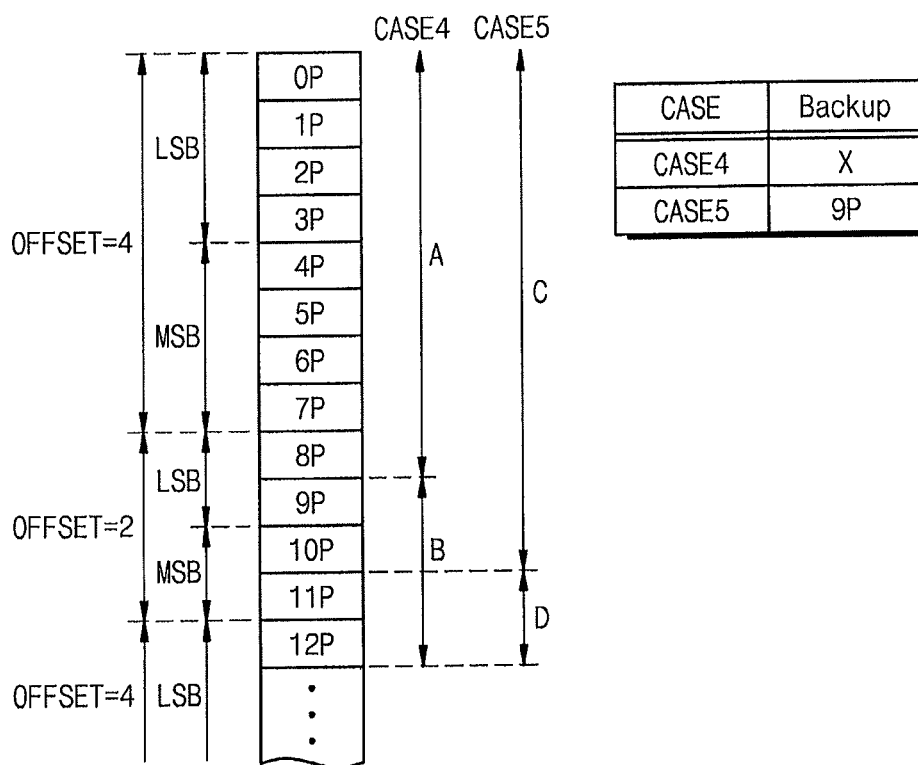 CASE4 CASE5
0P
1P
2P
3P
4P
5P
6P
7P
8P
9P
10P
11P
12P
LSB
MSB
LSB
MSB
LSB
OFFSET=4
OFFSET=2
OFFSET=4
A
B
C
D
CASE Backup
CASE4 X
CASE5 9P